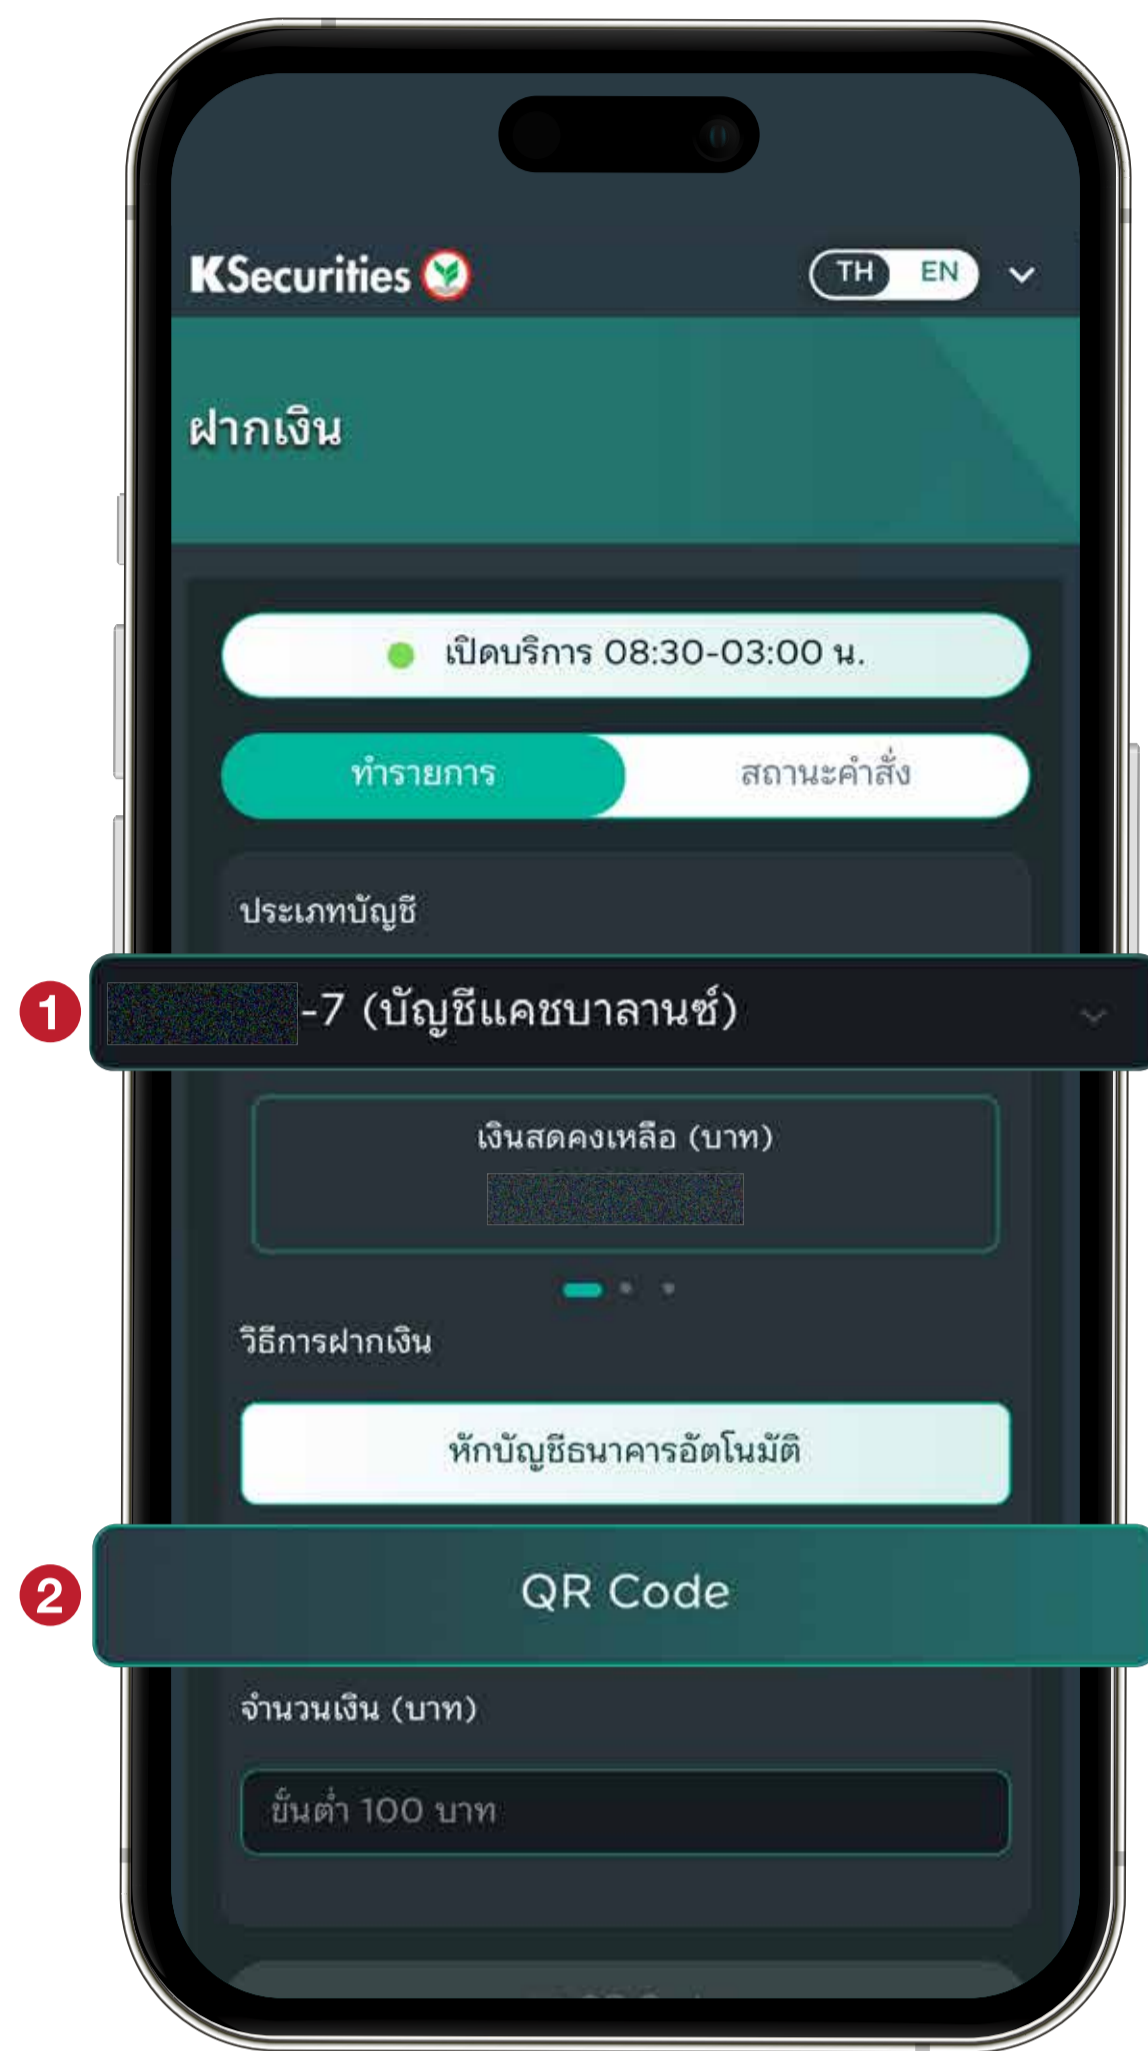 KSecurities
TH EN
ฝากเงิน
เปิดบริการ 08:30-03:00 น.
ทำรายการ สถานะคำสั่ง
ประเภทบัญชี
1 -7 (บัญชีแคชบาลานซ์)
เงินสดคงเหลือ (บาท)
วิธีการฝากเงิน
หักบัญชีธนาคารอัตโนมัติ
2 QR Code
จำนวนเงิน (บาท)
ขั้นต่ำ 100 บาท